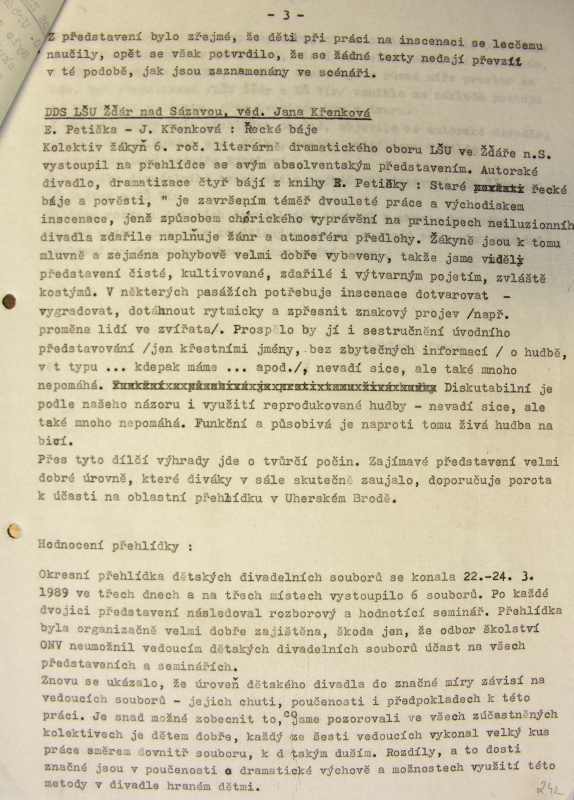 - 3 -
Z představení bylo zřejmé, že děti při práci na inscenaci se lecčemu
naučily, opět se však potvrdilo, že se žádné texty nedají převzít
v té podobě, jak jsou zaznamenány ve scénáři.
DDS LŠU Žďár nad Sázavou, věd. Jana Křenková
E. Petiška - J. Křenková : Řecké báje
Kolektiv žákyň 6. roč. literárně dramatického oboru LŠU ve Žďáře n.S.
vystoupil na přehlídce se svým absolventským představením. Autorské
divadlo, dramatizace čtyř bájí z knihy E. Petišky : Staré řecké
báje a pověsti, " je završením téměř dvouleté práce a východiskem
inscenace, jenž způsobem chórického vyprávění na principech neiluzionního
divadla zdařile naplňuje žánr a atmosféru předlohy. Žákyně jsou k tomu
mluvně a zejména pohybově velmi dobře vybaveny, takže jsme viděly
představení čisté, kultivované, zdařilé i výtvarným pojetím, zvláště
kostýmů. V některých pasážích potřebuje inscenace dotvarovat -
vygradovat, dotáhnout rytmicky a zpřesnit znakový projev /např.
proměna lidí ve zvířata/. Prospělo by jí i sestručnění úvodního
představování /jen křestními jmény, bez zbytečných informací / o hudbě,
v t typu ... kdepak máme ... apod./, nevadí sice, ale také mnoho
nepomáhá. Diskutabilní je
podle našeho názoru i využití reprodukované hudby - nevadí sice, ale
také mnoho nepomáhá. Funkční a působivá je naproti tomu živá hudba na
bicí.
Přes tyto dílčí výhrady jde o tvůrčí počin. Zajímavé představení velmi
dobré úrovně, které diváky v sále skutečně zaujalo, doporučuje porota
k účasti na oblastní přehlídku v Uherském Brodě.
Hodnocení přehlídky :
Okresní přehlídka dětských divadelních souborů se konala 22.-24. 3.
1989 ve třech dnech a na třech místech vystoupilo 6 souborů. Po každé
dvojici představení následoval rozborový a hodnotící seminář. Přehlídka
byla organizačně velmi dobře zajištěna, škoda jen, že odbor školství
ONV neumožnil vedoucím dětských divadelních souborů účast na všech
představeních a seminářích.
Znovu se ukázalo, že úroveň dětského divadla do značné míry závisí na
vedoucích souborů - jejich chuti, poučenosti i předpokladech k této
práci. Je snad možné zobecnit to, co jsme pozorovali ve všech zúčastněných
kolektivech je dětem dobře, každý ze šesti vedoucích vykonal velký kus
práce směrem dovnitř souboru, k d tským duším. Rozdíly, a to dosti
značné jsou v poučenosti o dramatické výchově a možnostech využití této
metody v divadle hraném dětmi.
242